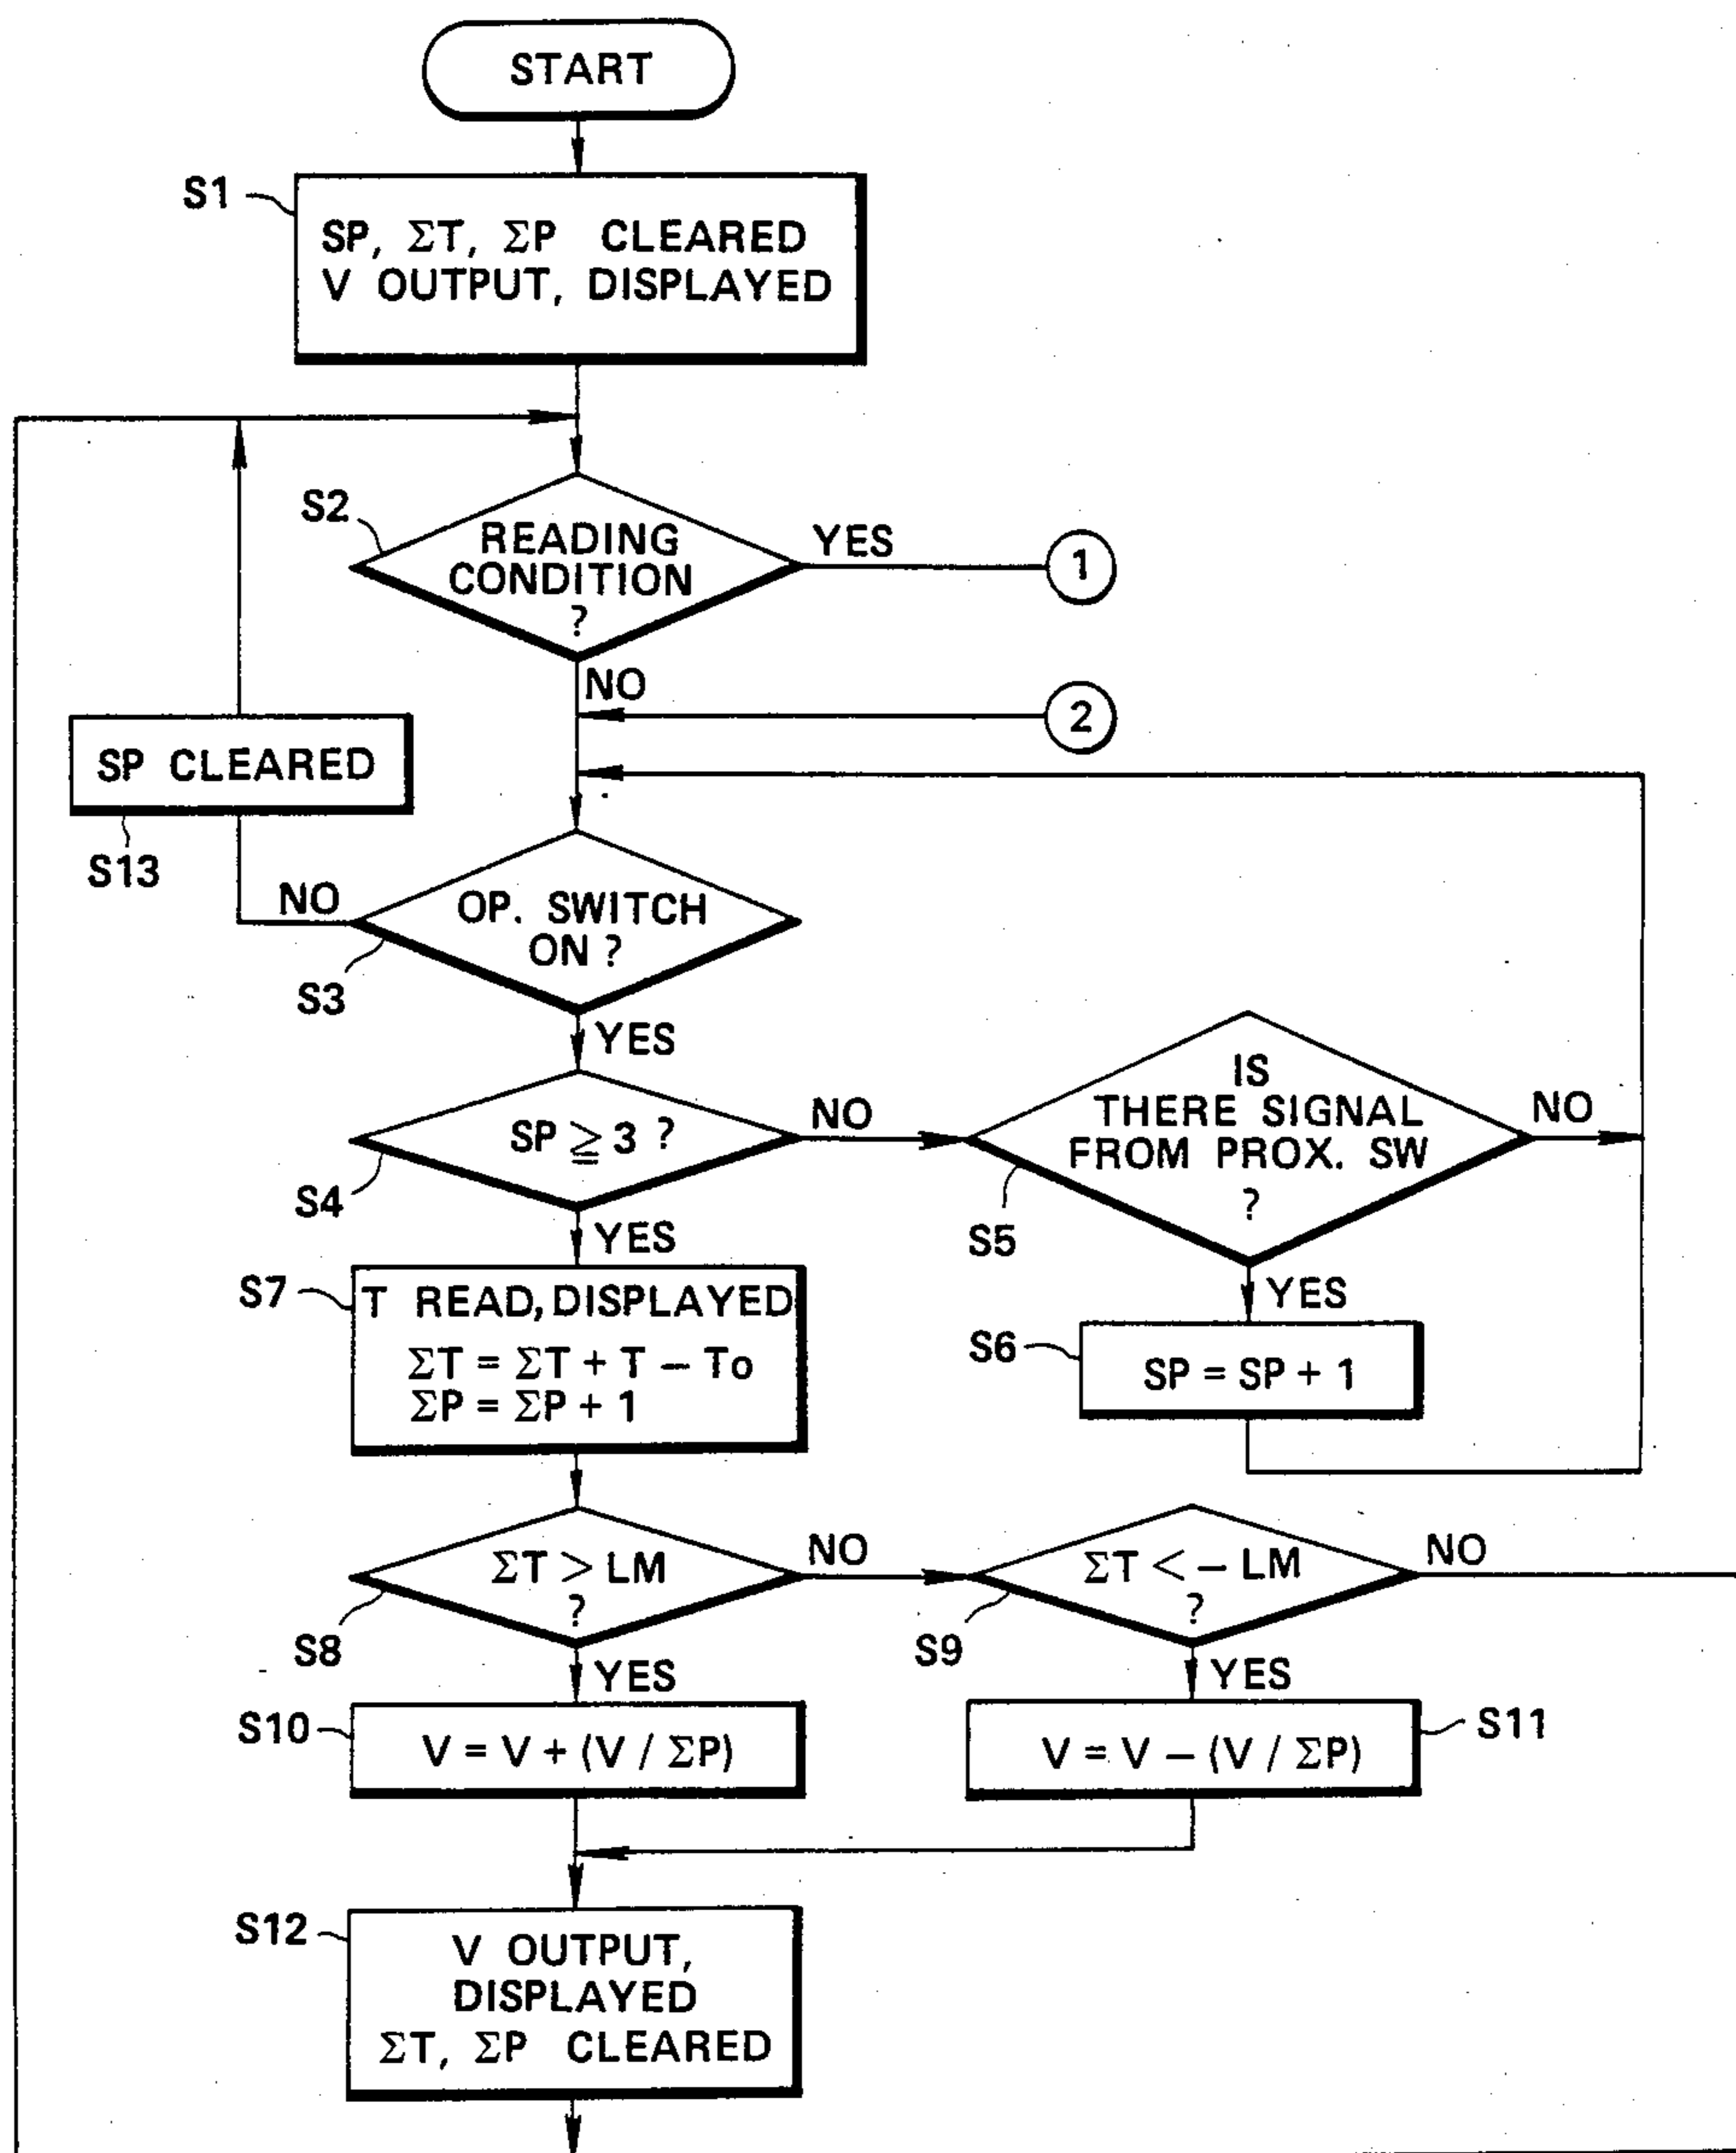 START
S1
SP, ΣT, ΣP CLEARED
V OUTPUT, DISPLAYED
S2
READING
CONDITION
?
YES
1
NO
2
SP CLEARED
S13
NO
OP. SWITCH
ON ?
S3
YES
SP ≧ 3 ?
NO
S4
IS
THERE SIGNAL
FROM PROX. SW
?
NO
S5
YES
YES
S7
T READ, DISPLAYED
ΣT = ΣT + T – To
ΣP = ΣP + 1
S6
SP = SP + 1
ΣT > LM
?
NO
S8
ΣT < – LM
?
NO
S9
YES
YES
S10
V = V + (V / ΣP)
V = V – (V / ΣP)
S11
S12
V OUTPUT,
DISPLAYED
ΣT, ΣP CLEARED